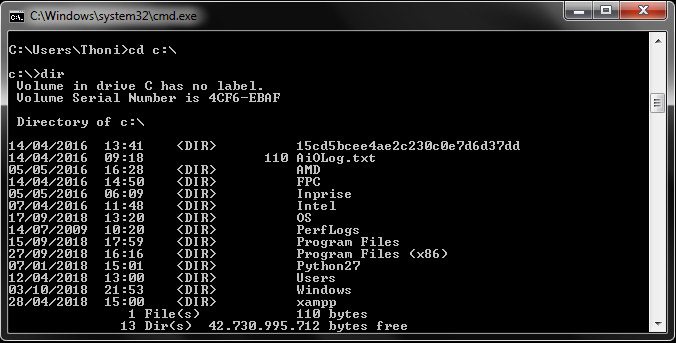 C:\Windows\system32\cmd.exe
C:\Users\Thoni>cd c:\
c:\>dir
Volume in drive C has no label.
Volume Serial Number is 4CF6-EBAF
Directory of c:\
14/04/2016 13:41 <DIR> 15cd5bcee4ae2c230c0e7d6d37dd
14/04/2016 09:18 110 AiOLog.txt
05/05/2016 16:28 <DIR> AMD
14/04/2016 14:50 <DIR> FPC
05/05/2016 06:09 <DIR> Inprise
07/04/2016 11:48 <DIR> Intel
17/09/2018 13:20 <DIR> OS
14/07/2009 10:20 <DIR> PerfLogs
15/09/2018 17:59 <DIR> Program Files
27/09/2018 16:16 <DIR> Program Files (x86)
07/01/2018 15:01 <DIR> Python27
12/04/2018 13:00 <DIR> Users
03/10/2018 21:53 <DIR> Windows
28/04/2018 15:00 <DIR> xampp
1 File(s) 110 bytes
13 Dir(s) 42.730.995.712 bytes free